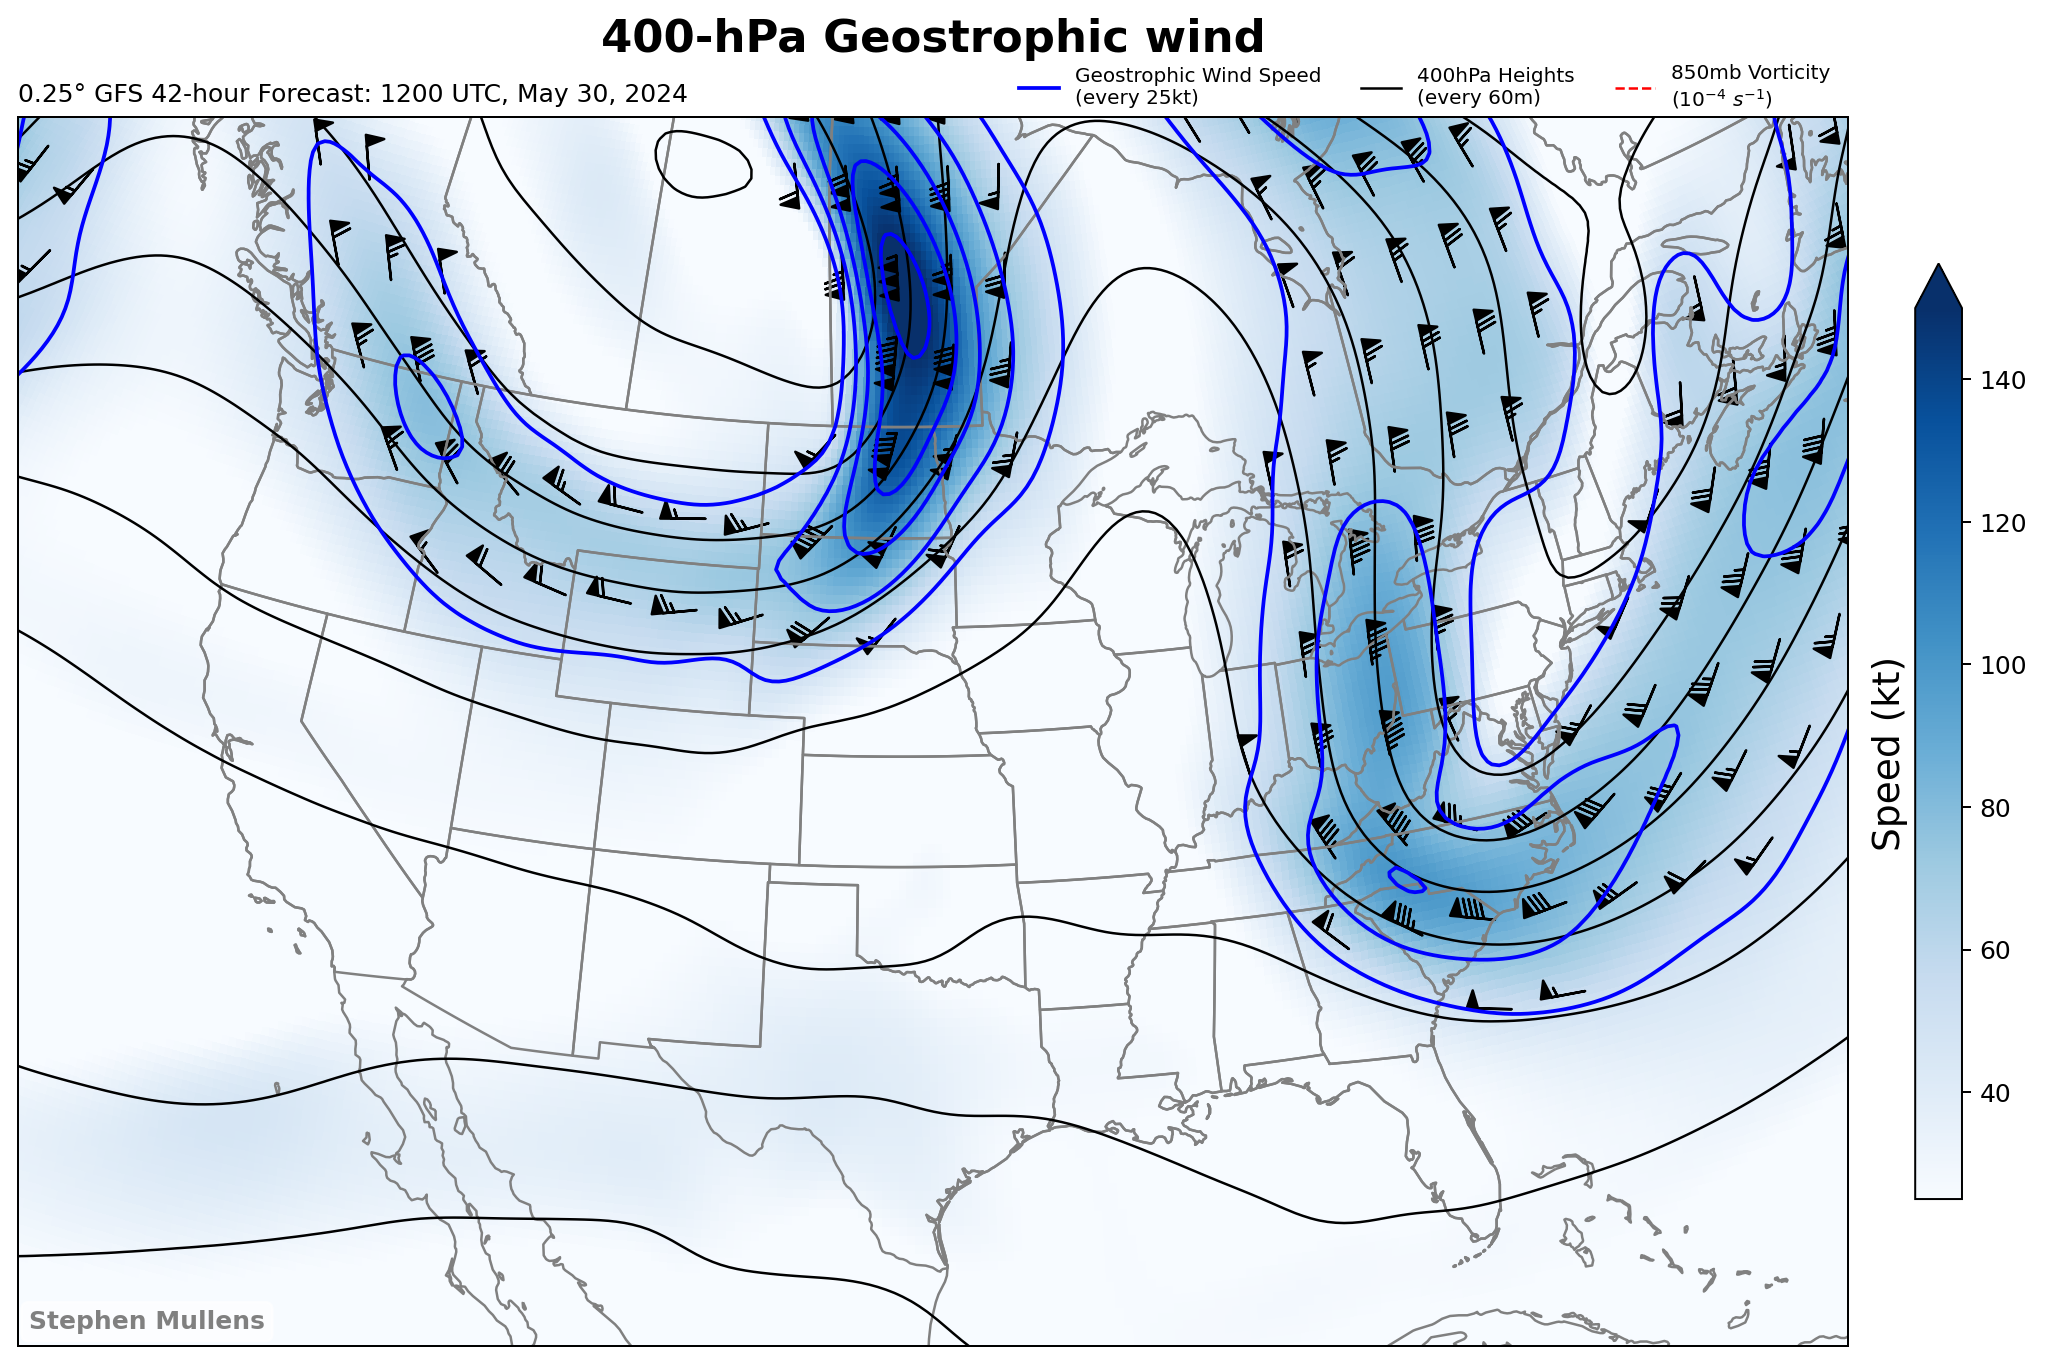 400-hPa Geostrophic wind
0.25° GFS 42-hour Forecast: 1200 UTC, May 30, 2024
Geostrophic Wind Speed
(every 25kt)
400hPa Heights
(every 60m)
850mb Vorticity
(10⁻⁴ s⁻¹)
140
120
100
80
60
40
Speed (kt)
Stephen Mullens